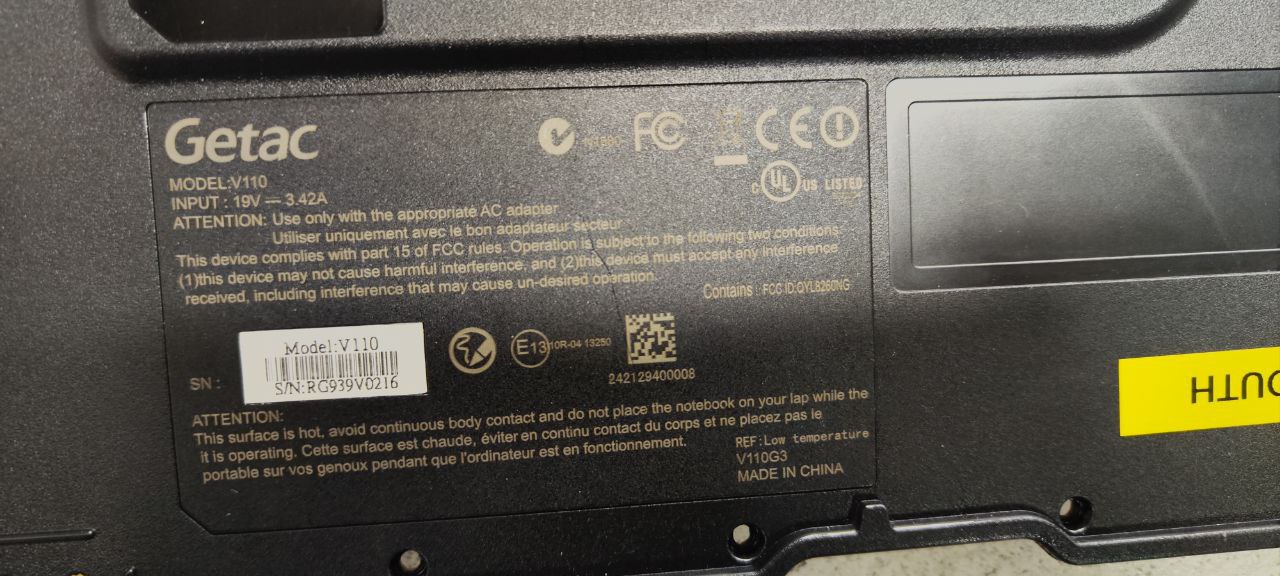 Getac
MODEL:V110
INPUT : 19V — 3.42A
ATTENTION: Use only with the appropriate AC adapter
Utiliser uniquement avec le bon adaptateur secteur
This device complies with part 15 of FCC rules. Operation is subject to the following two conditions:
(1)this device may not cause harmful interference, and (2)this device must accept any interference
received, including interference that may cause un-desired operation.
Contains : FCC ID:QYL8260NG
FC
CE
C UL US LISTED
SN :
Model:V110
S/N:RG939V0216
E13 10R-04 13250
242129400008
ATTENTION:
This surface is hot, avoid continuous body contact and do not place the notebook on your lap while the
it is operating. Cette surface est chaude, éviter en continu contact du corps et ne placez pas le
portable sur vos genoux pendant que l'ordinateur est en fonctionnement.
REF:Low temperature
V110G3
MADE IN CHINA
OUTH